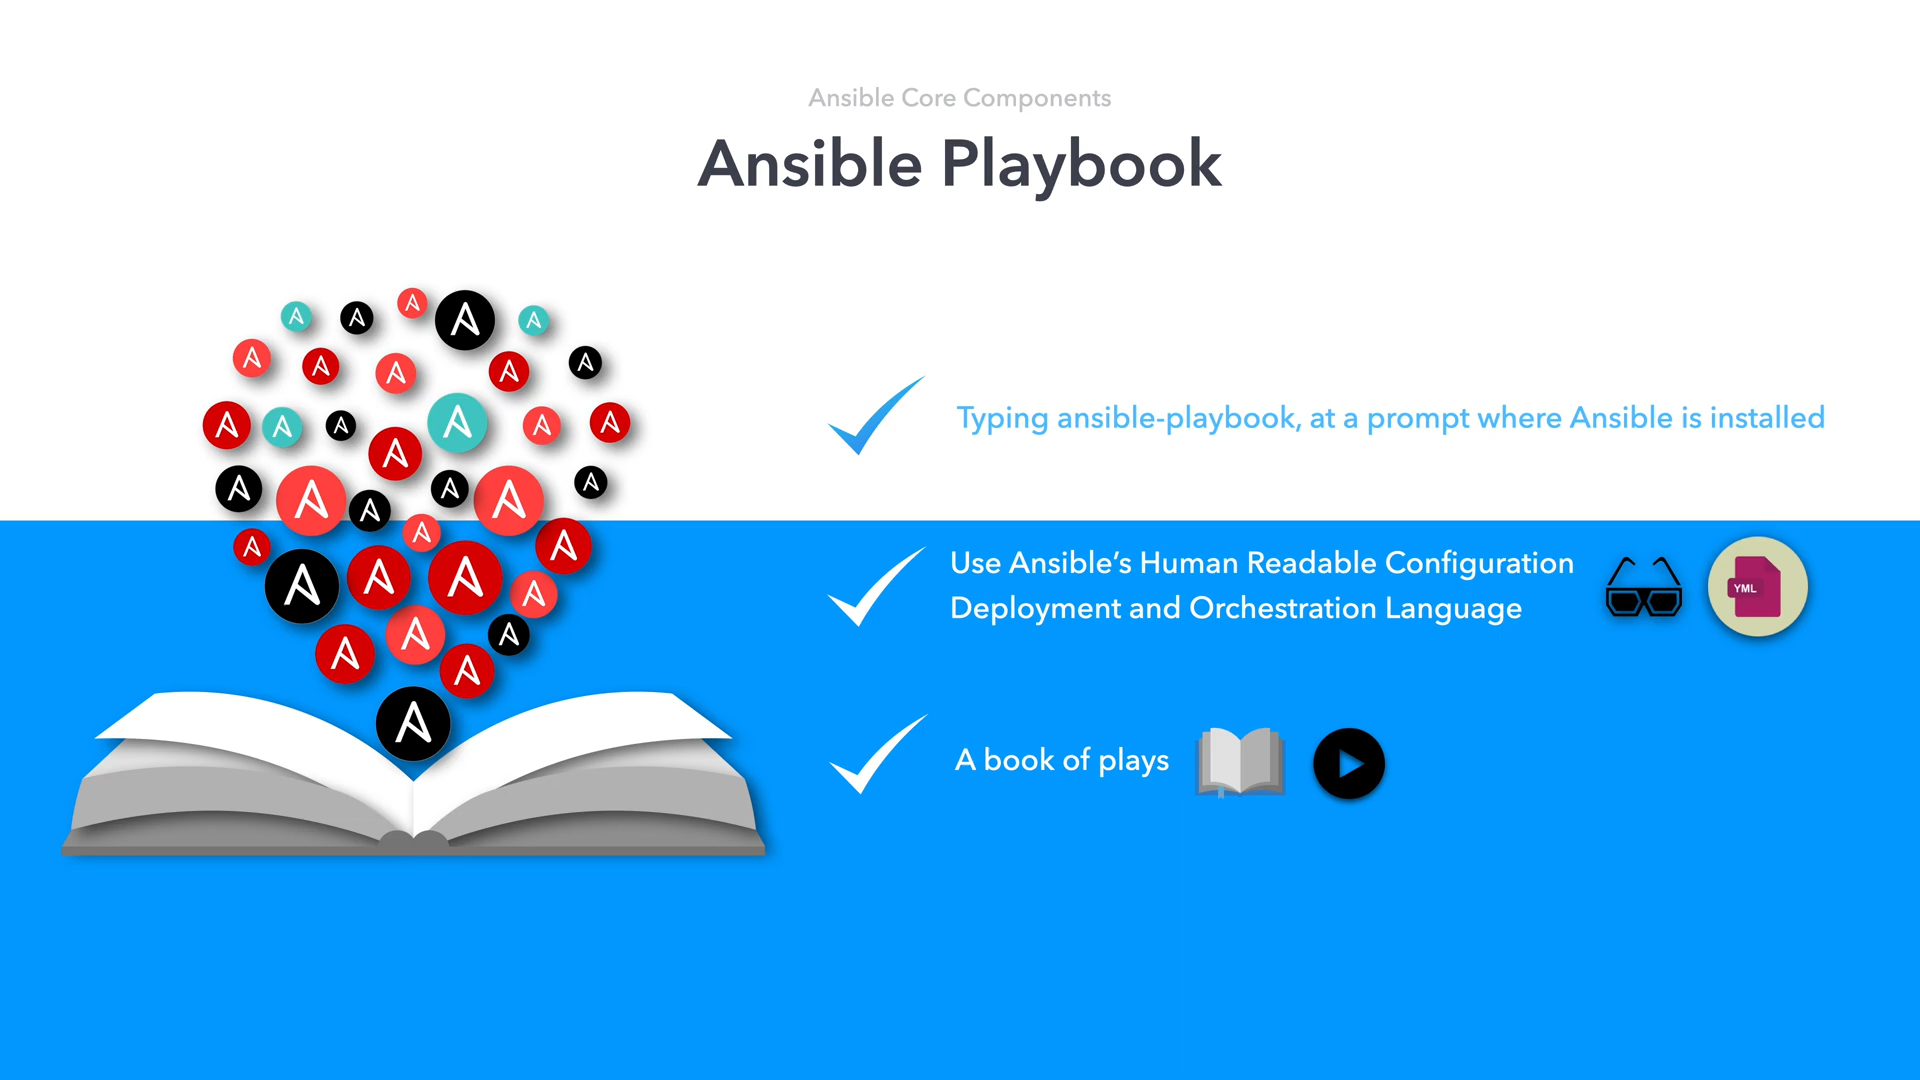 Ansible Core Components
Ansible Playbook
Typing ansible-playbook, at a prompt where Ansible is installed
Use Ansible’s Human Readable Configuration
Deployment and Orchestration Language
YML
A book of plays